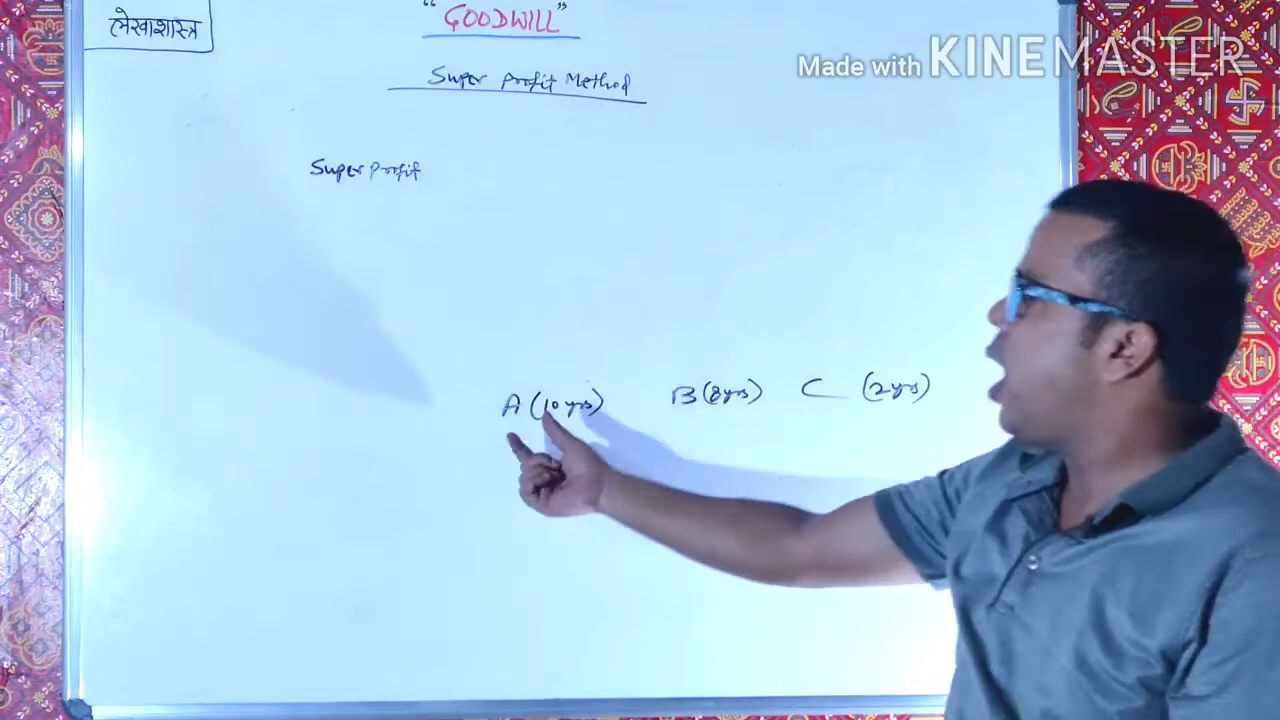 लेखाशास्त्र
"GOODWILL"
Made with KINEMASTER
Super Profit Method
Super Profit
A (10 yrs) B (8 yrs) C (2 yrs)